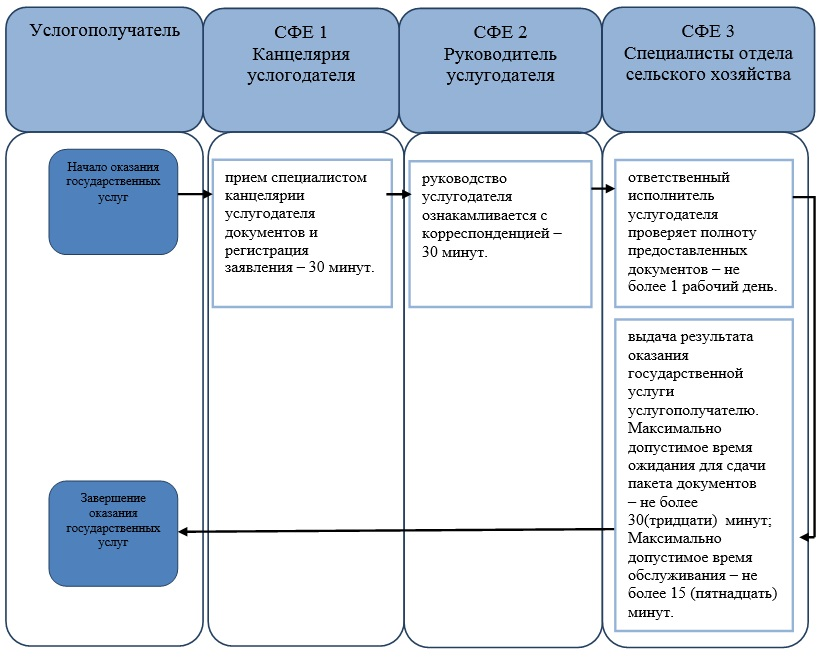 Услогополучатель
СФЕ 1
Канцелярия
услогодателя
СФЕ 2
Руководитель
услугодателя
СФЕ 3
Специалисты отдела
сельского хозяйства
Начало оказания
государственных
услуг
прием специалистом
канцелярии
услугодателя
документов и
регистрация
заявления – 30 минут.
руководство
услугодателя
ознакамливается с
корреспонденцией –
30 минут.
ответственный
исполнитель
услугодателя
проверяет полноту
предоставленных
документов – не
более 1 рабочий день.
выдача результата
оказания
государственной
услуги
услугополучателю.
Максимально
допустимое время
ожидания для сдачи
пакета документов
– не более
30(тридцати) минут;
Максимально
допустимое время
обслуживания – не
более 15 (пятнадцать)
минут.
Завершение
оказания
государственных
услуг